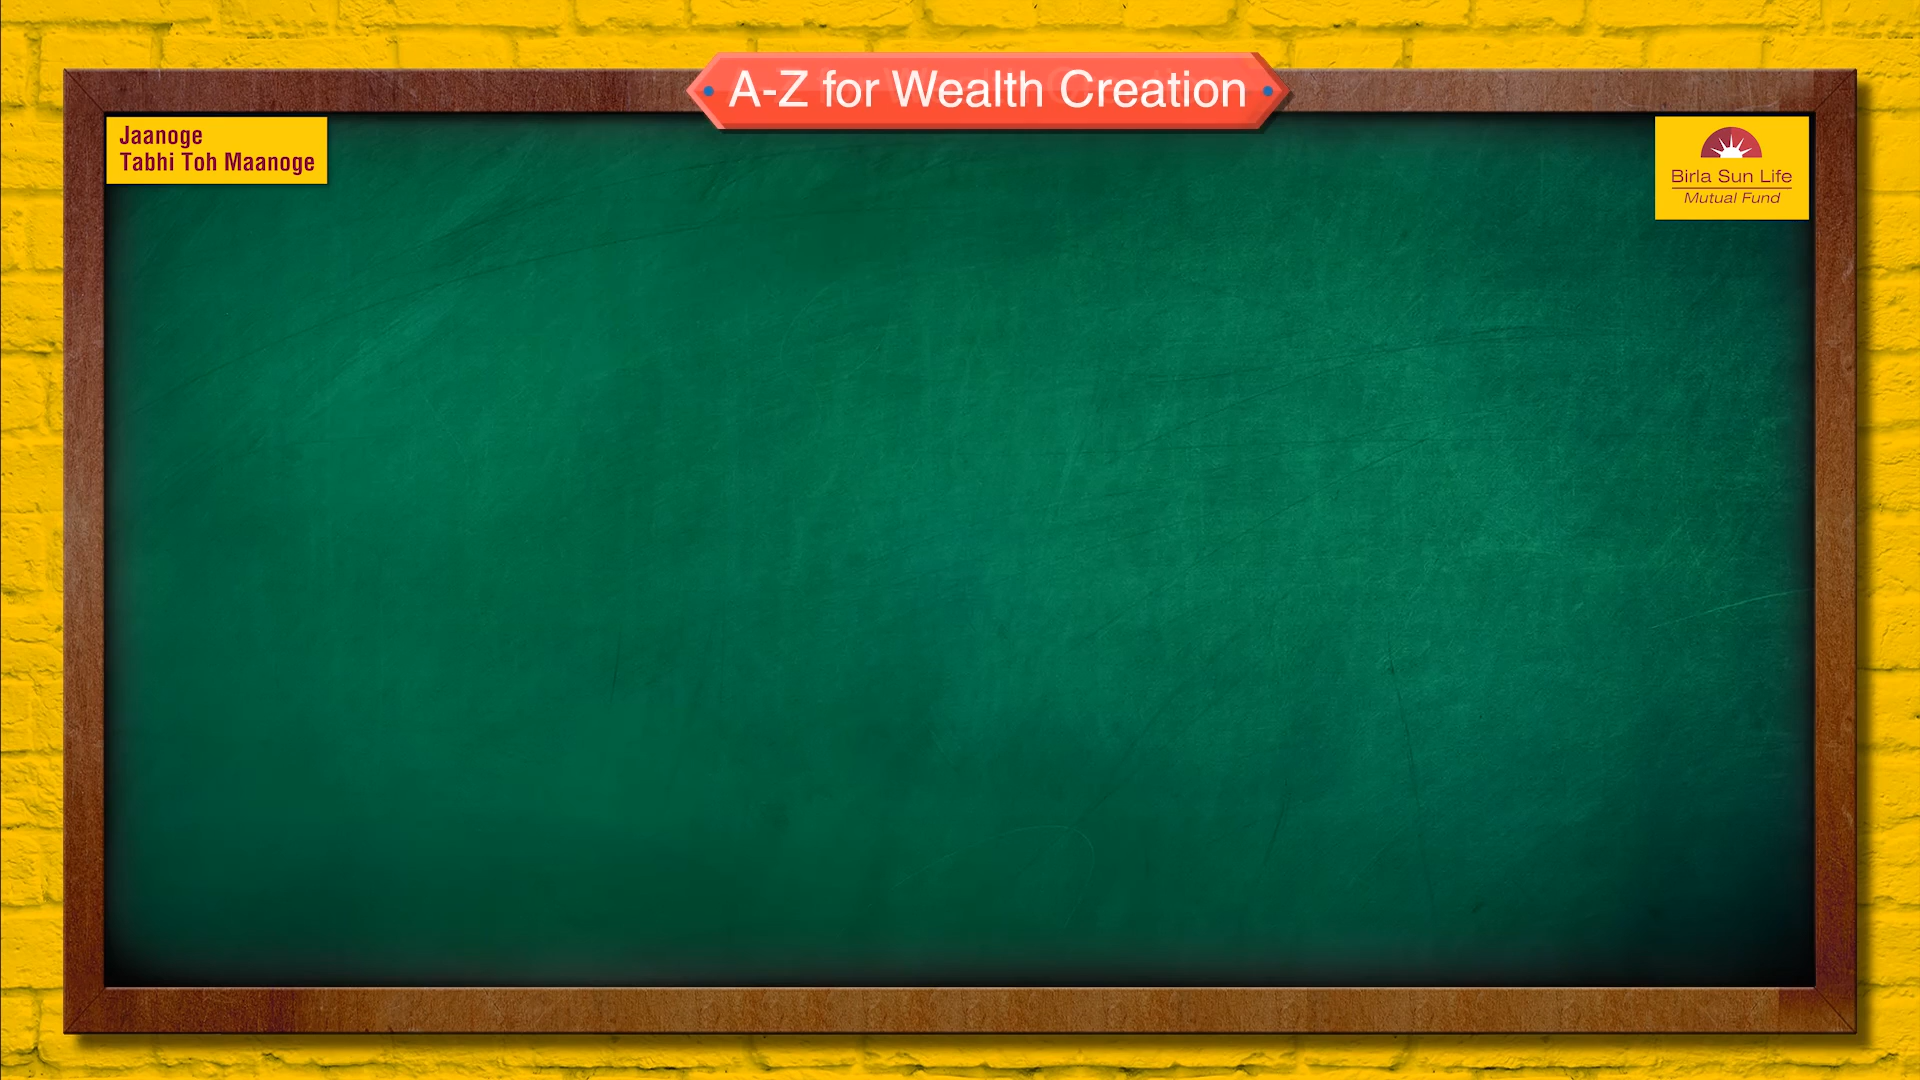 A-Z for Wealth Creation
Jaanoge
Tabhi Toh Maanoge
Birla Sun Life
Mutual Fund